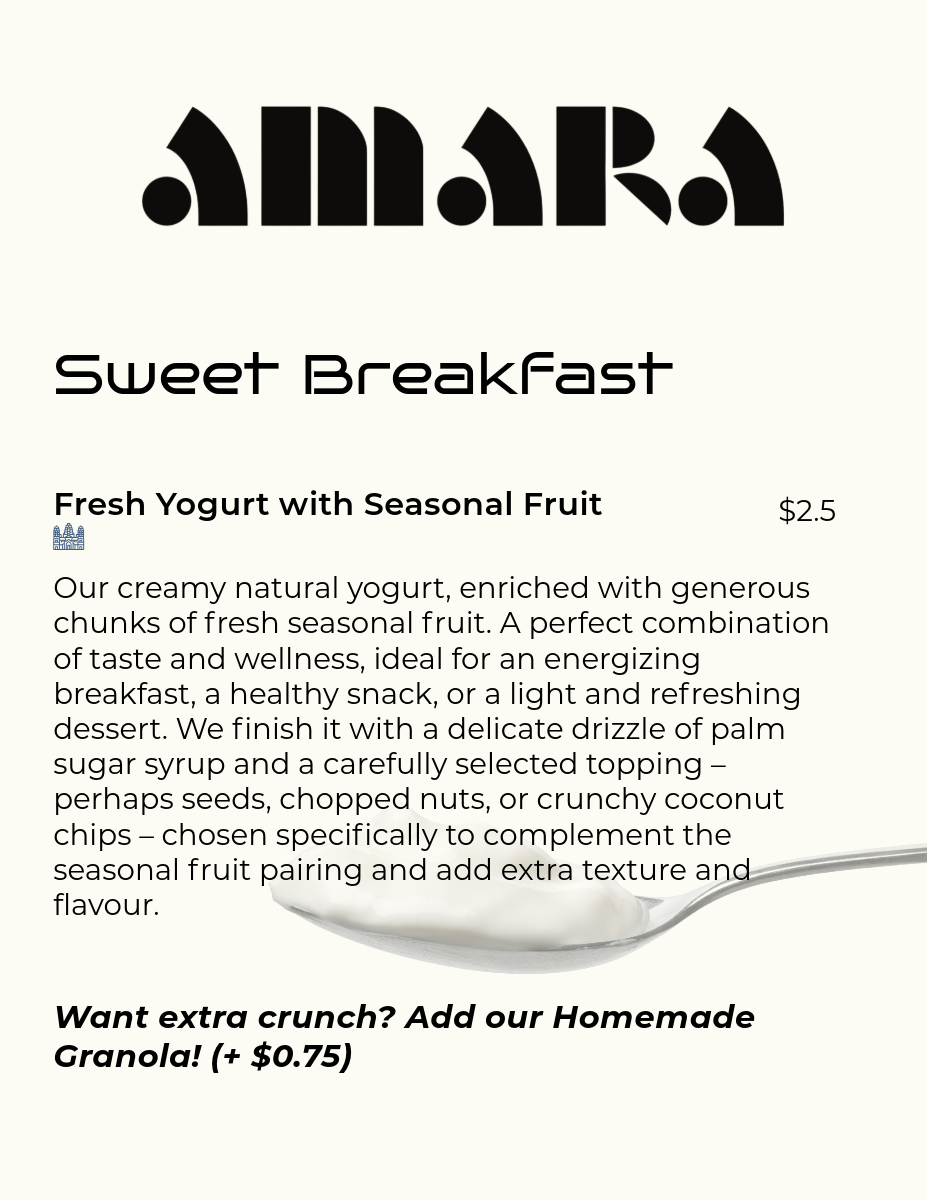 AMARA
Sweet Breakfast
Fresh Yogurt with Seasonal Fruit
$2.5
Our creamy natural yogurt, enriched with generous
chunks of fresh seasonal fruit. A perfect combination
of taste and wellness, ideal for an energizing
breakfast, a healthy snack, or a light and refreshing
dessert. We finish it with a delicate drizzle of palm
sugar syrup and a carefully selected topping –
perhaps seeds, chopped nuts, or crunchy coconut
chips – chosen specifically to complement the
seasonal fruit pairing and add extra texture and
flavour.
Want extra crunch? Add our Homemade
Granola! (+ $0.75)